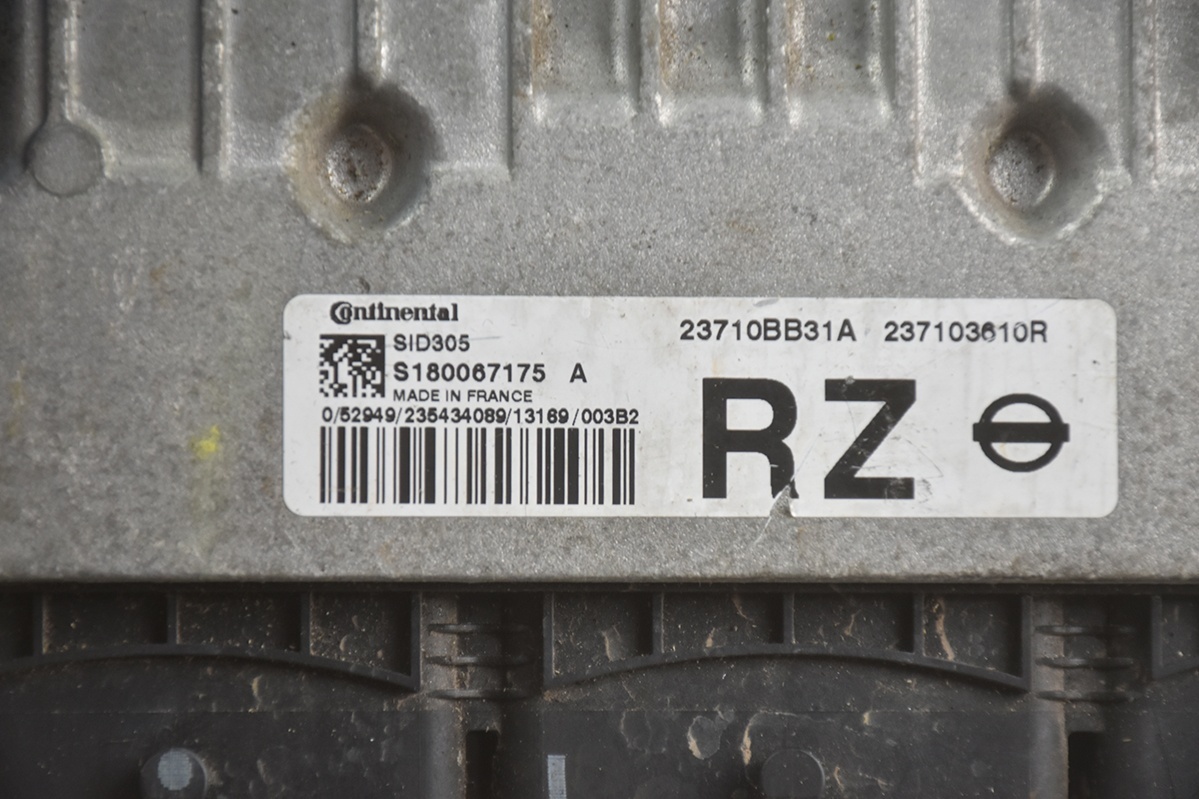 Continental
SID305
S180067175 A
MADE IN FRANCE
0/52949/235434089/13169/003B2
23710BB31A 237103610R
RZ